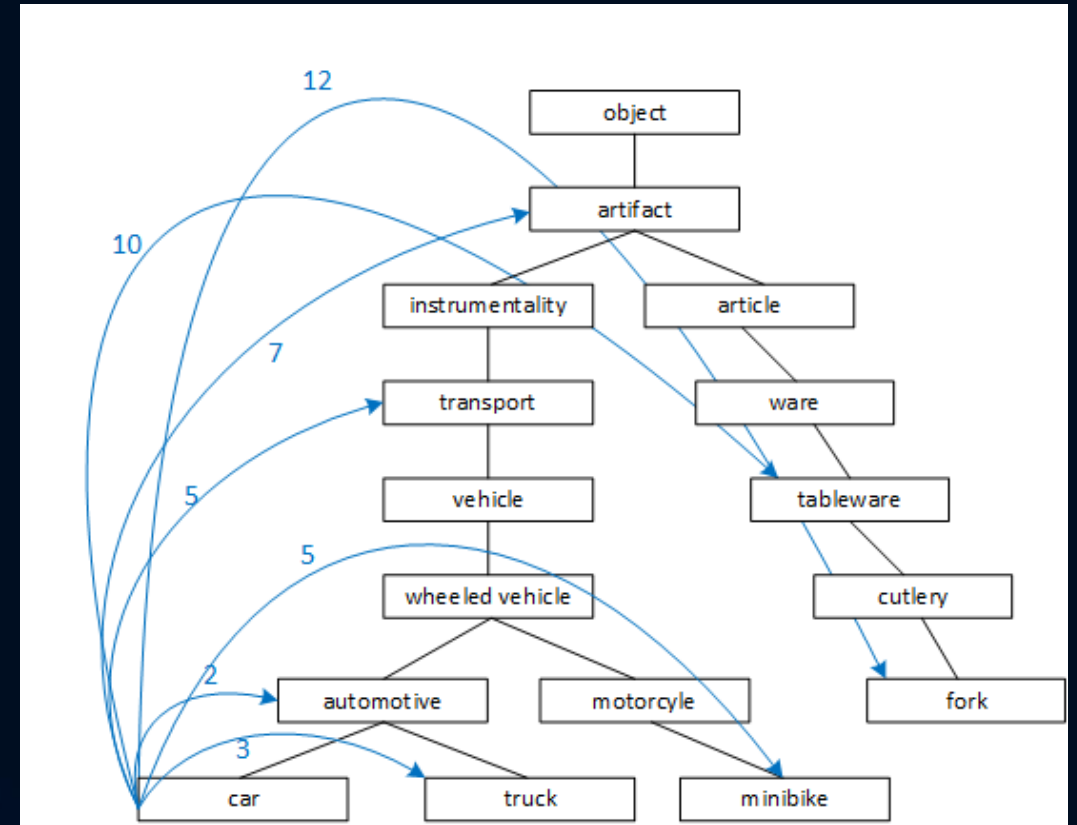 12
object
artifact
10
instrumentality
article
7
transport
ware
5
vehicle
tableware
5
wheeled vehicle
cutlery
2
automotive
motorcyle
fork
3
car
truck
minibike